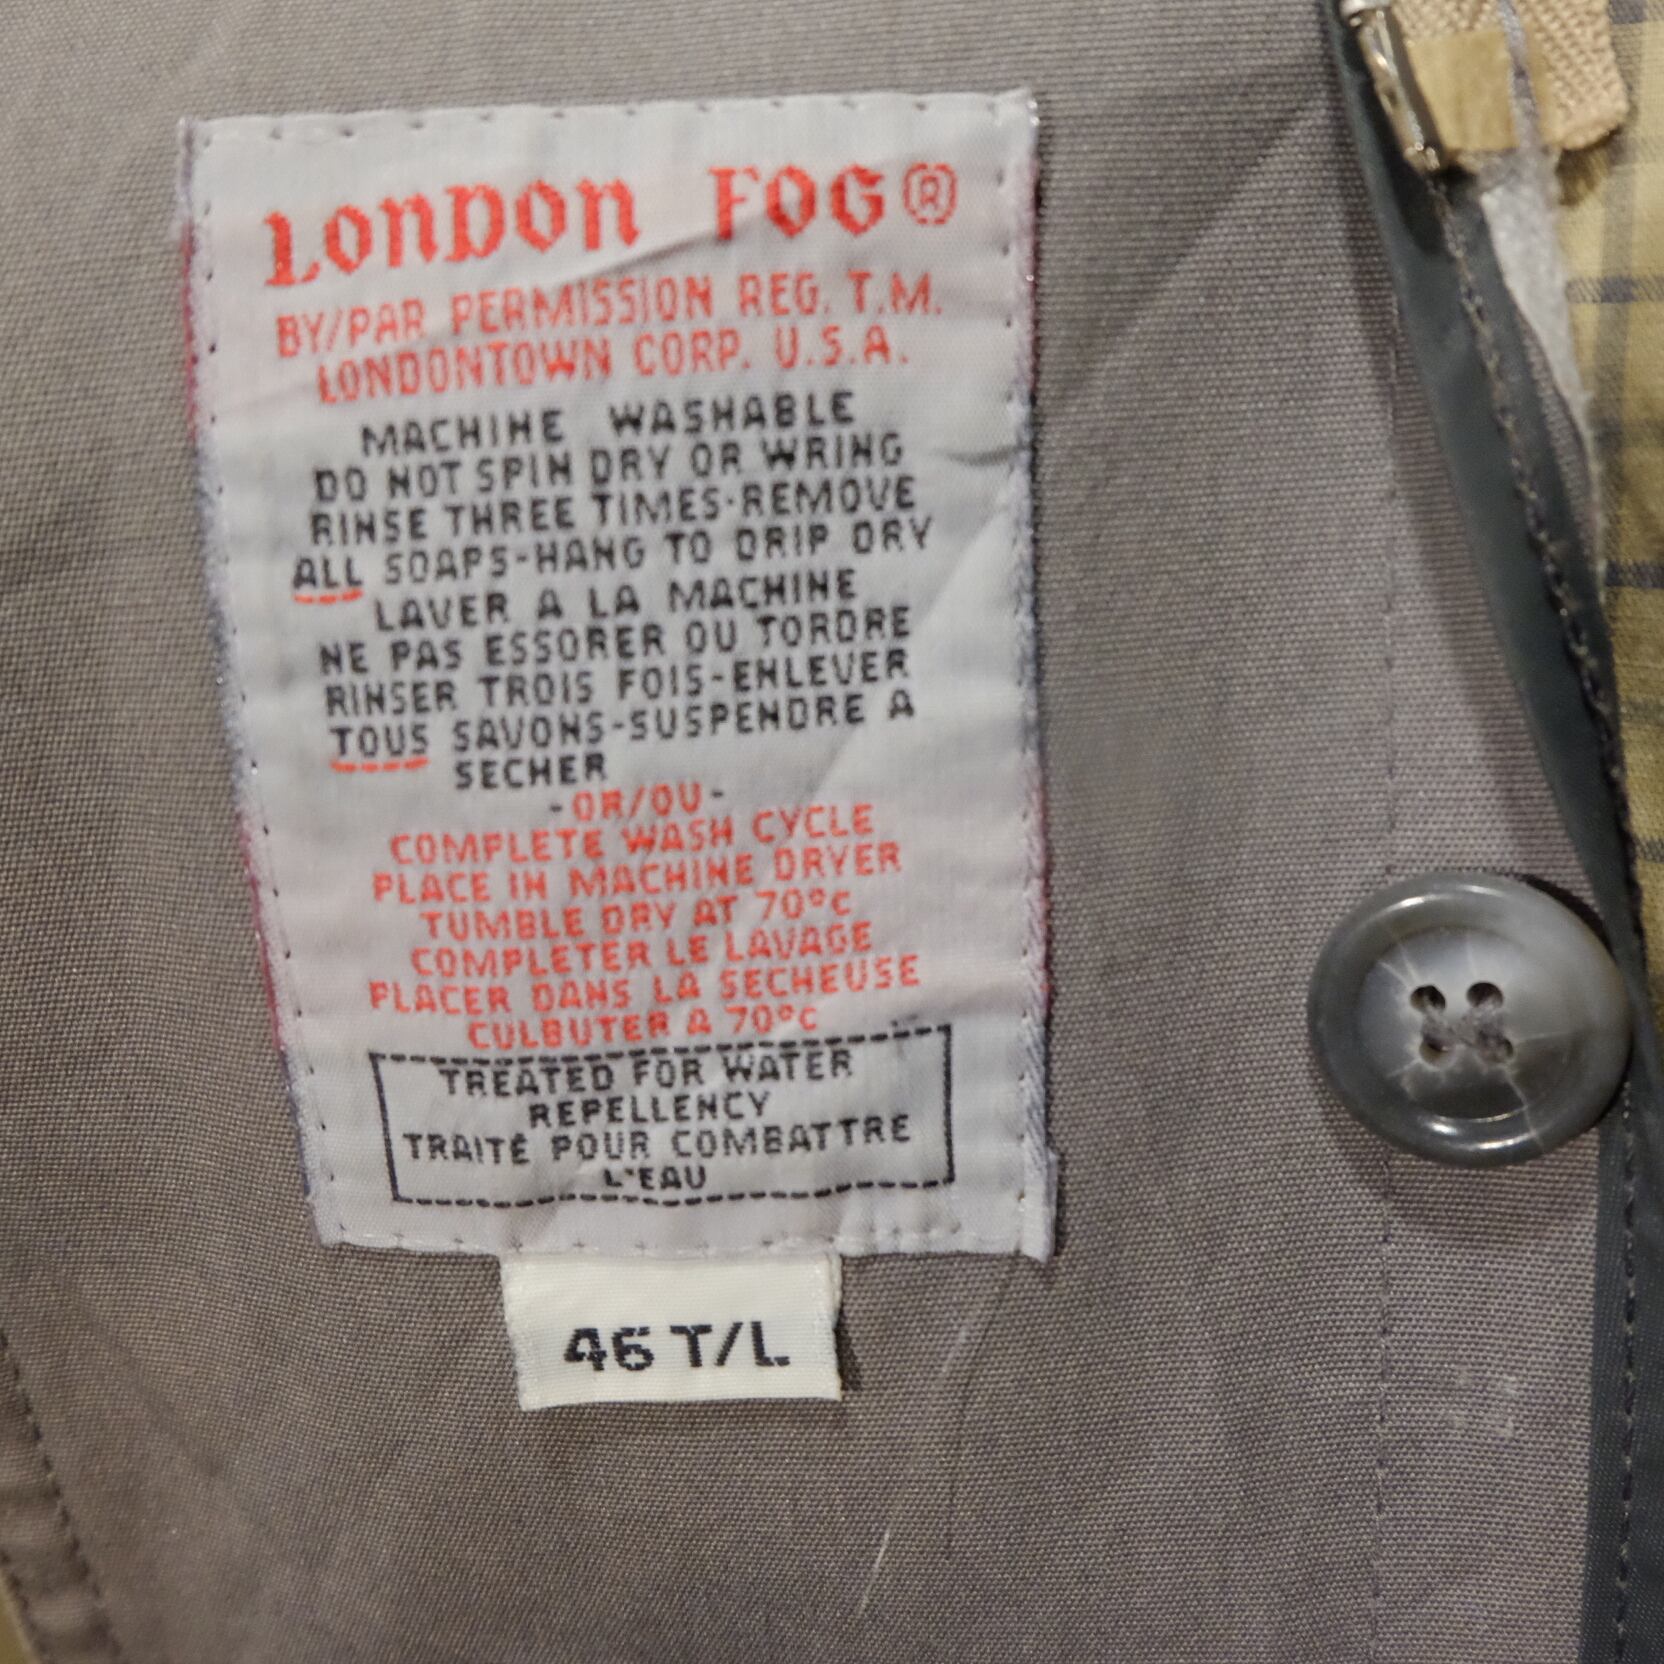 LONDON FOG®
BY/PAR PERMISSION REG. T.M.
LONDONTOWN CORP. U.S.A.
MACHINE WASHABLE
DO NOT SPIN DRY OR WRING
RINSE THREE TIMES-REMOVE
ALL SOAPS-HANG TO DRIP DRY
LAVER A LA MACHINE
NE PAS ESSORER OU TORDRE
RINSER TROIS FOIS-ENLEVER
TOUS SAVONS-SUSPENDRE A
SECHER
-OR/OU-
COMPLETE WASH CYCLE
PLACE IN MACHINE DRYER
TUMBLE DRY AT 70°C
COMPLETER LE LAVAGE
PLACER DANS LA SECHEUSE
CULBUTER A 70°C
TREATED FOR WATER
REPELLENCY
TRAITÉ POUR COMBATTRE
L'EAU
46 T/L